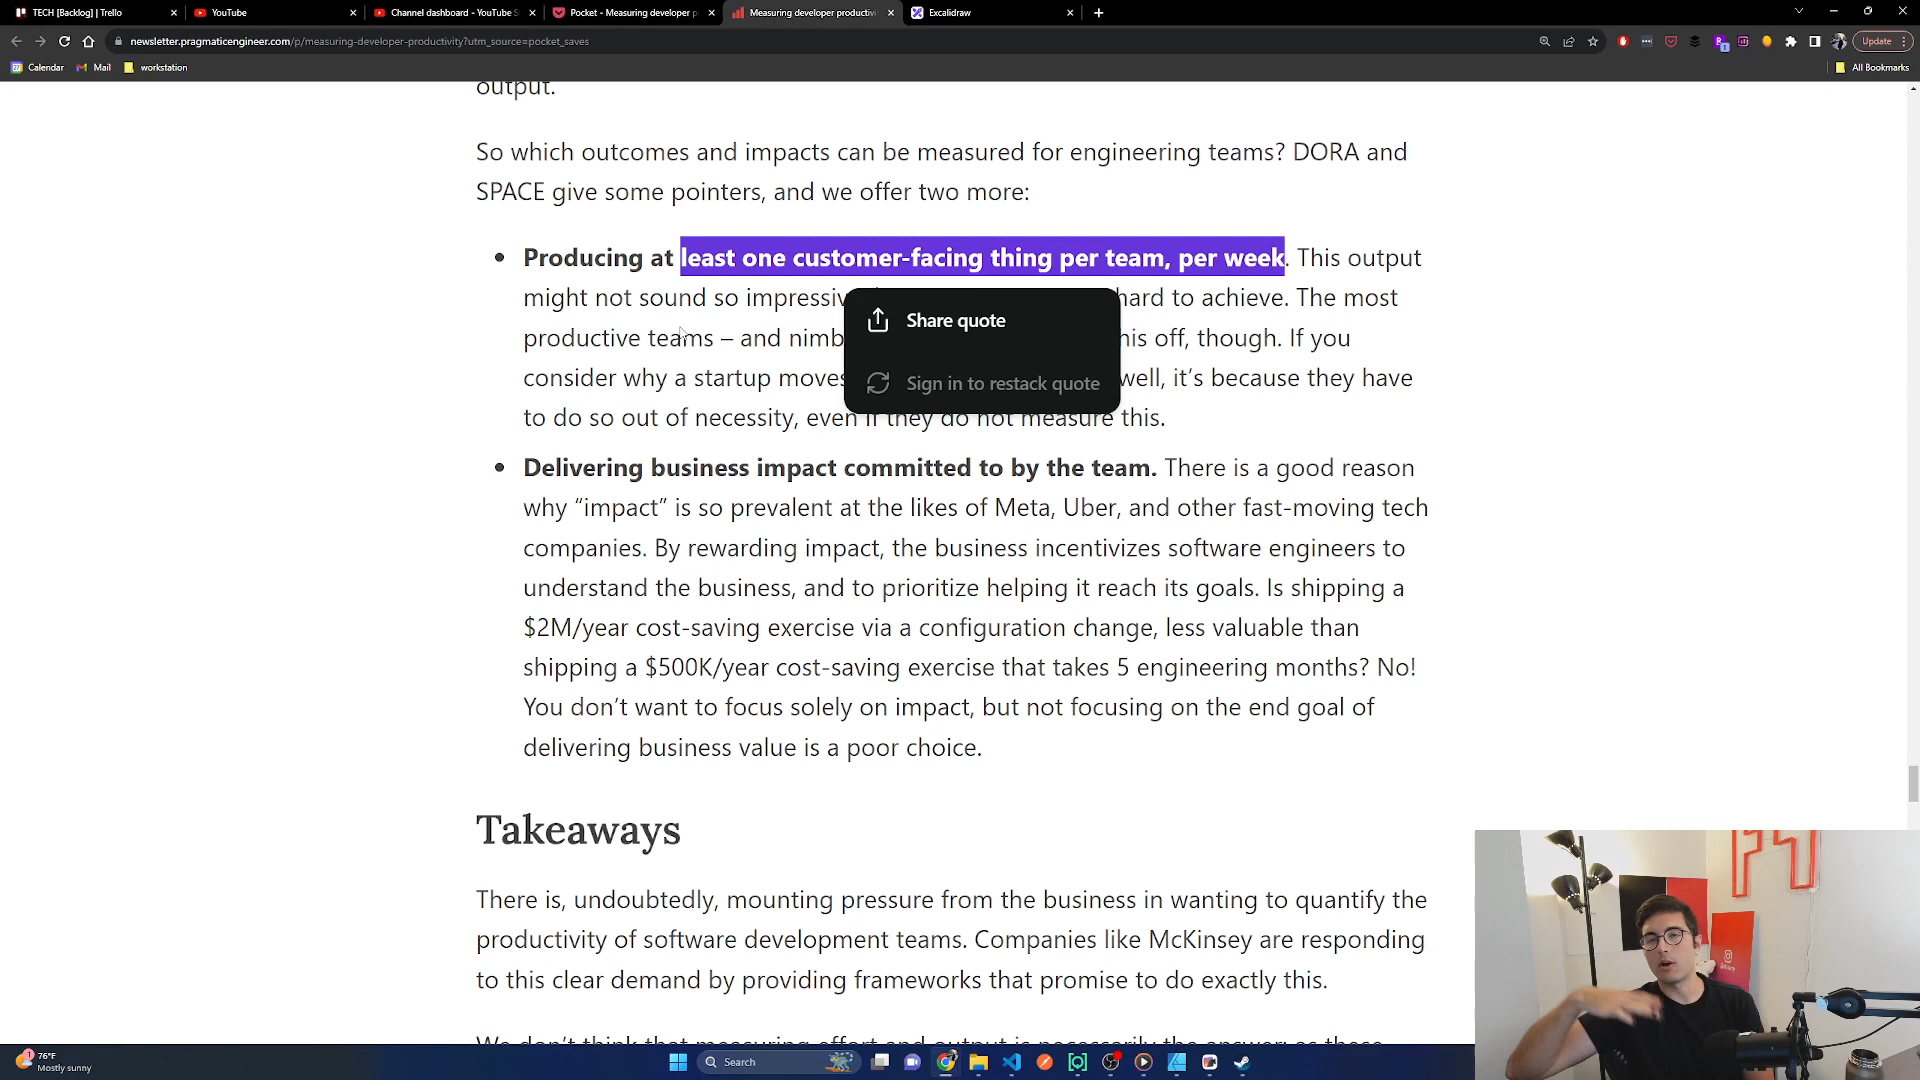 TECH [Backlog] | Trello
YouTube
Channel dashboard - YouTube S
Pocket - Measuring developer p
Measuring developer productivi
Excalidraw
newsletter.pragmaticengineer.com/p/measuring-developer-productivity?utm_source=pocket_saves
Update
Calendar
Mail
workstation
All Bookmarks
output.
So which outcomes and impacts can be measured for engineering teams? DORA and
SPACE give some pointers, and we offer two more:
Producing at least one customer-facing thing per team, per week. This output
might not sound so impressiv hard to achieve. The most
productive teams – and nimb his off, though. If you
consider why a startup moves well, it's because they have
to do so out of necessity, even if they do not measure this.
Share quote
Sign in to restack quote
Delivering business impact committed to by the team. There is a good reason
why “impact” is so prevalent at the likes of Meta, Uber, and other fast-moving tech
companies. By rewarding impact, the business incentivizes software engineers to
understand the business, and to prioritize helping it reach its goals. Is shipping a
$2M/year cost-saving exercise via a configuration change, less valuable than
shipping a $500K/year cost-saving exercise that takes 5 engineering months? No!
You don't want to focus solely on impact, but not focusing on the end goal of
delivering business value is a poor choice.
Takeaways
There is, undoubtedly, mounting pressure from the business in wanting to quantify the
productivity of software development teams. Companies like McKinsey are responding
to this clear demand by providing frameworks that promise to do exactly this.
We don't think that measuring effort and output is necessarily the answer; as these
76°F
Mostly sunny
Search